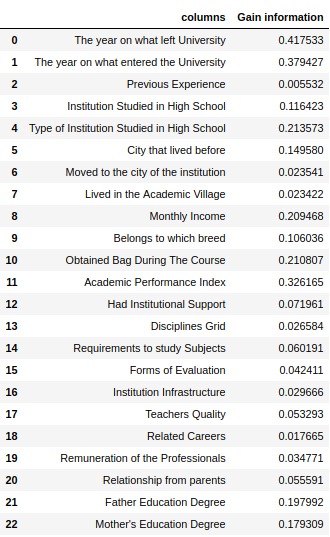 columns Gain information
0 The year on what left University 0.417533
1 The year on what entered the University 0.379427
2 Previous Experience 0.005532
3 Institution Studied in High School 0.116423
4 Type of Institution Studied in High School 0.213573
5 City that lived before 0.149580
6 Moved to the city of the institution 0.023541
7 Lived in the Academic Village 0.023422
8 Monthly Income 0.209468
9 Belongs to which breed 0.106036
10 Obtained Bag During The Course 0.210807
11 Academic Performance Index 0.326165
12 Had Institutional Support 0.071961
13 Disciplines Grid 0.026584
14 Requirements to study Subjects 0.060191
15 Forms of Evaluation 0.042411
16 Institution Infrastructure 0.029666
17 Teachers Quality 0.053293
18 Related Careers 0.017665
19 Remuneration of the Professionals 0.034771
20 Relationship from parents 0.055591
21 Father Education Degree 0.197992
22 Mother's Education Degree 0.179309